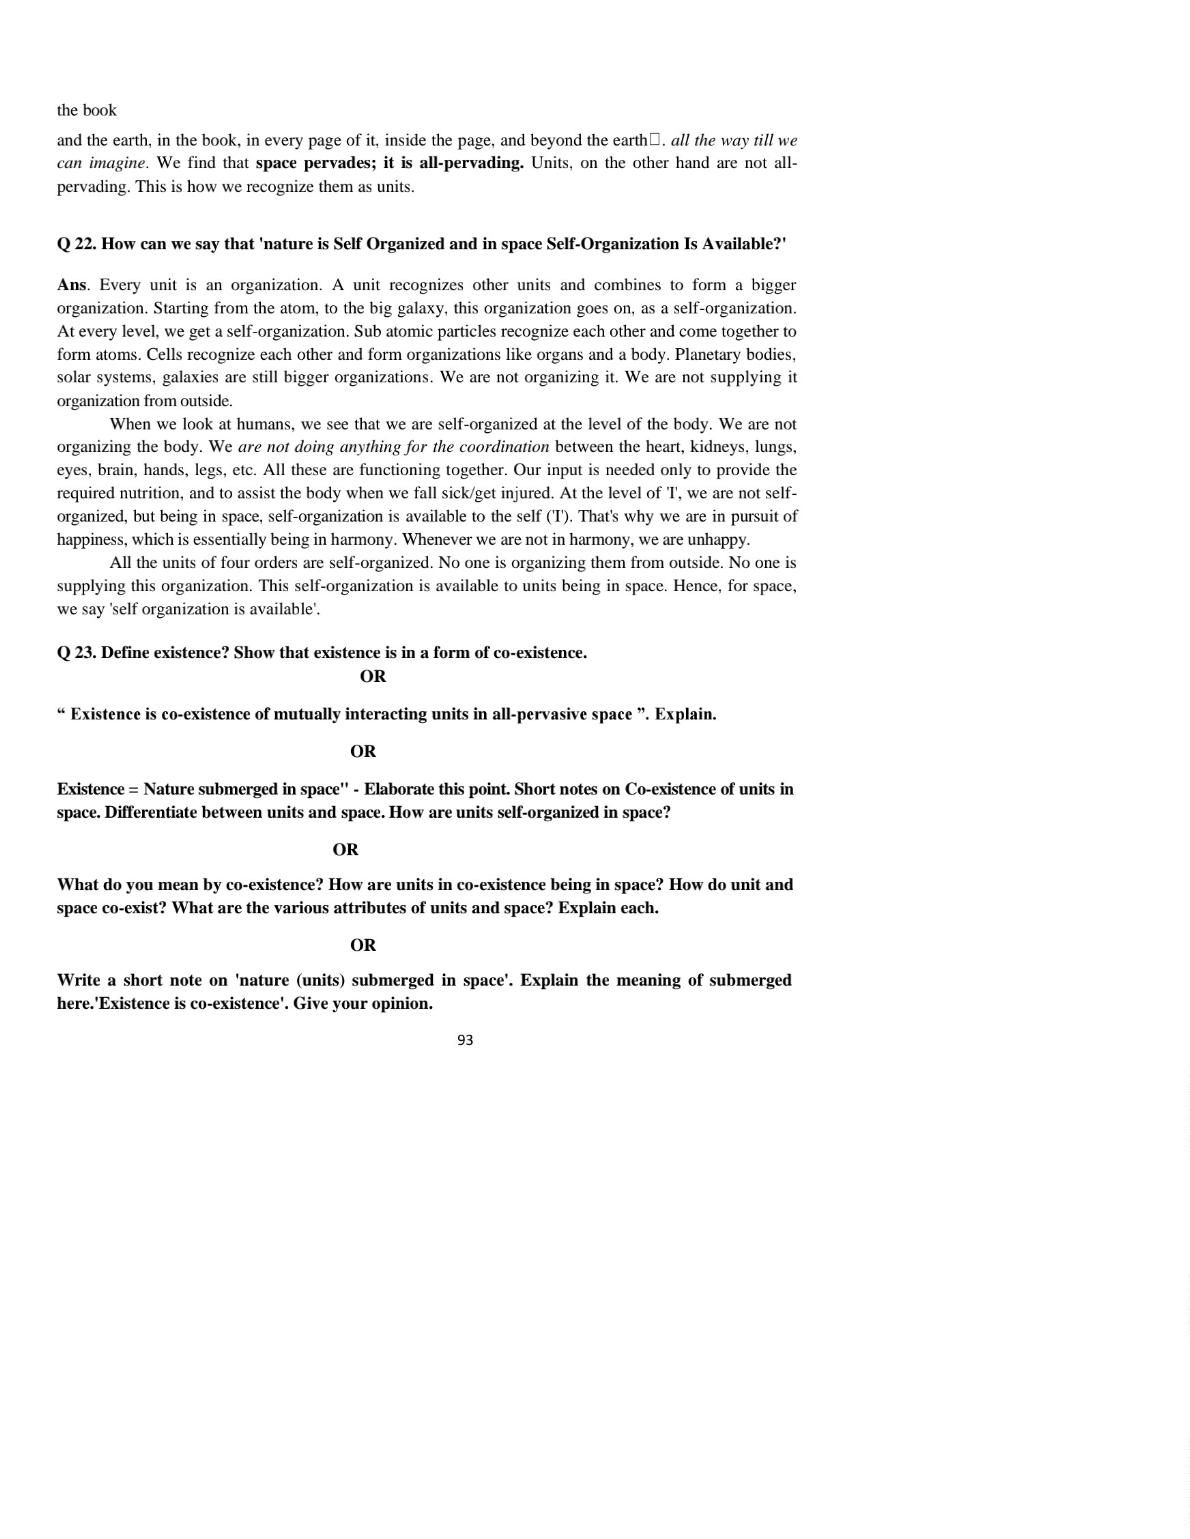 the book
and the earth, in the book, in every page of it, inside the page, and beyond the earth□. all the way till we
can imagine. We find that space pervades; it is all-pervading. Units, on the other hand are not all-
pervading. This is how we recognize them as units.
Q 22. How can we say that 'nature is Self Organized and in space Self-Organization Is Available?'
Ans. Every unit is an organization. A unit recognizes other units and combines to form a bigger
organization. Starting from the atom, to the big galaxy, this organization goes on, as a self-organization.
At every level, we get a self-organization. Sub atomic particles recognize each other and come together to
form atoms. Cells recognize each other and form organizations like organs and a body. Planetary bodies,
solar systems, galaxies are still bigger organizations. We are not organizing it. We are not supplying it
organization from outside.
When we look at humans, we see that we are self-organized at the level of the body. We are not
organizing the body. We are not doing anything for the coordination between the heart, kidneys, lungs,
eyes, brain, hands, legs, etc. All these are functioning together. Our input is needed only to provide the
required nutrition, and to assist the body when we fall sick/get injured. At the level of 'I', we are not self-
organized, but being in space, self-organization is available to the self ('I'). That's why we are in pursuit of
happiness, which is essentially being in harmony. Whenever we are not in harmony, we are unhappy.
All the units of four orders are self-organized. No one is organizing them from outside. No one is
supplying this organization. This self-organization is available to units being in space. Hence, for space,
we say 'self organization is available'.
Q 23. Define existence? Show that existence is in a form of co-existence.
OR
“ Existence is co-existence of mutually interacting units in all-pervasive space ”. Explain.
OR
Existence = Nature submerged in space" - Elaborate this point. Short notes on Co-existence of units in
space. Differentiate between units and space. How are units self-organized in space?
OR
What do you mean by co-existence? How are units in co-existence being in space? How do unit and
space co-exist? What are the various attributes of units and space? Explain each.
OR
Write a short note on 'nature (units) submerged in space'. Explain the meaning of submerged
here.'Existence is co-existence'. Give your opinion.
93